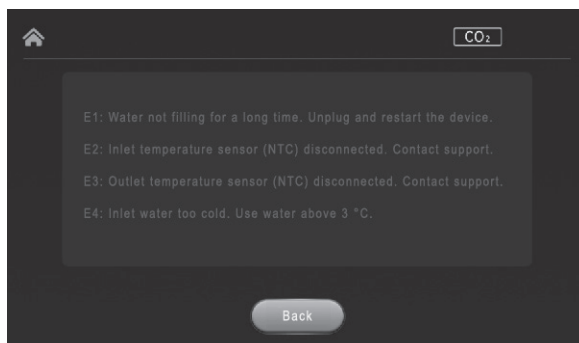 CO₂
E1: Water not filling for a long time. Unplug and restart the device.
E2: Inlet temperature sensor (NTC) disconnected. Contact support.
E3: Outlet temperature sensor (NTC) disconnected. Contact support.
E4: Inlet water too cold. Use water above 3 °C.
Back